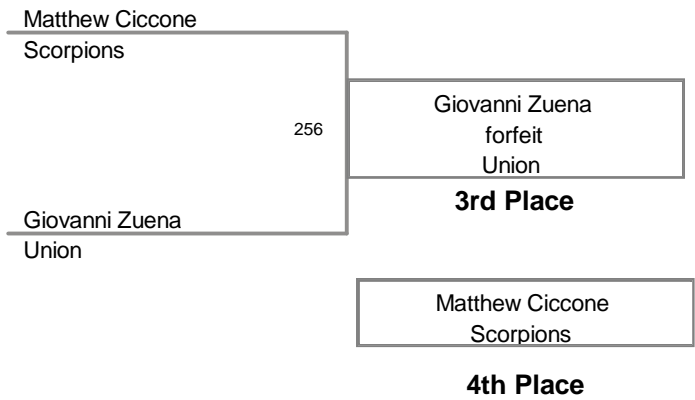 Matthew Ciccone
Scorpions
256
Giovanni Zuena
forfeit
Union
3rd Place
Giovanni Zuena
Union
Matthew Ciccone
Scorpions
4th Place